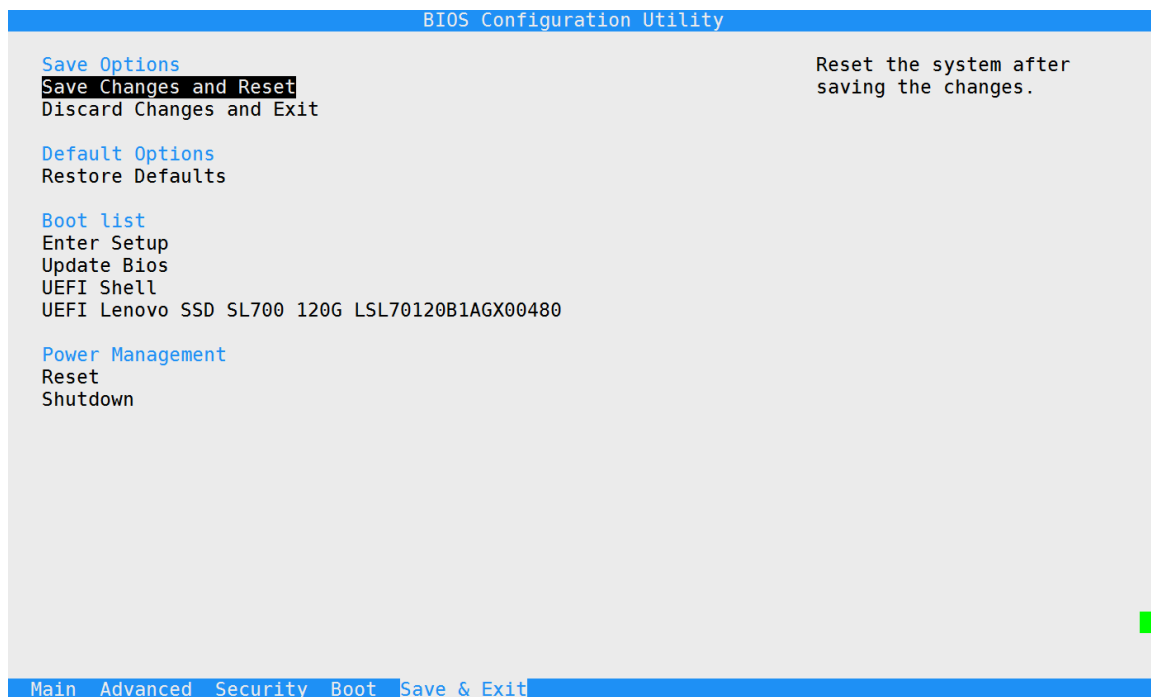 BIOS Configuration Utility
Save Options
Save Changes and Reset
Discard Changes and Exit
Default Options
Restore Defaults
Boot list
Enter Setup
Update Bios
UEFI Shell
UEFI Lenovo SSD SL700 120G LSL70120B1AGX00480
Power Management
Reset
Shutdown
Reset the system after
saving the changes.
Main Advanced Security Boot Save & Exit